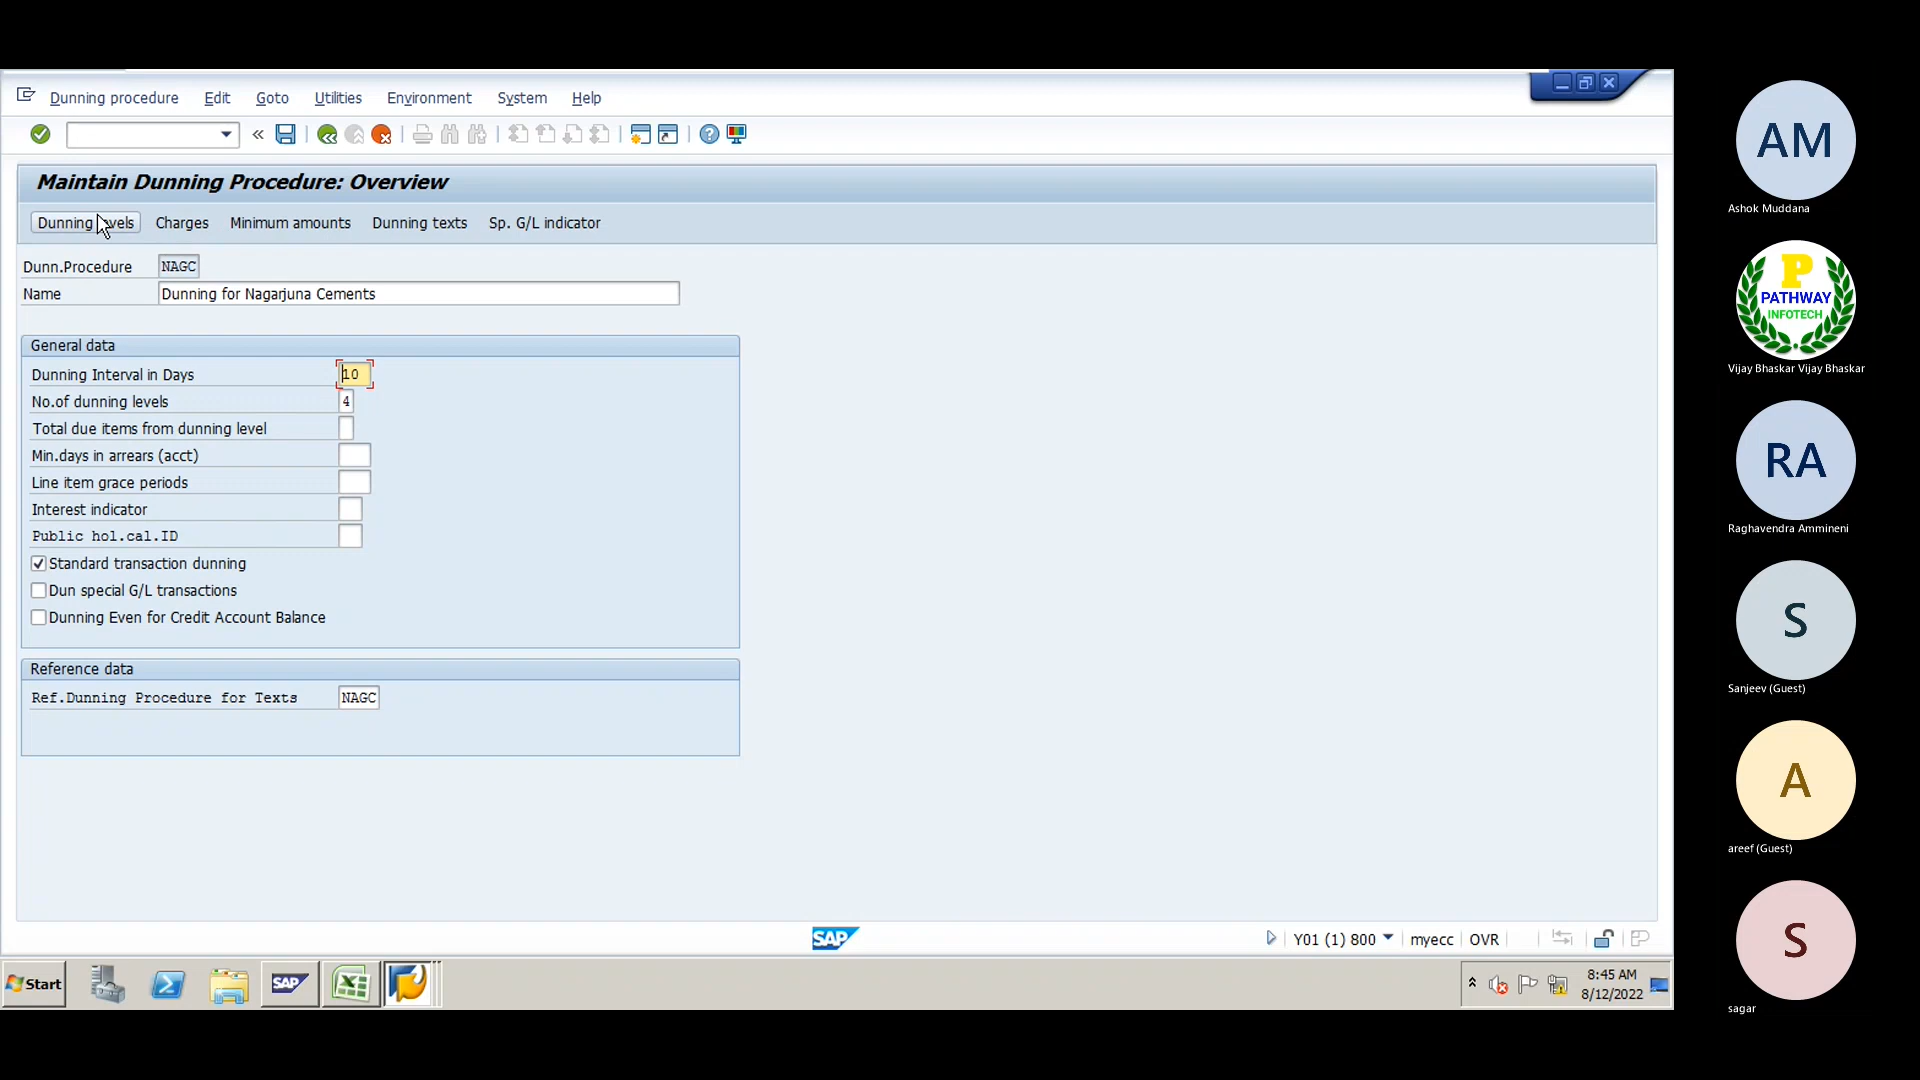 Dunning procedure Edit Goto Utilities Environment System Help
«
Maintain Dunning Procedure: Overview
Dunning levels Charges Minimum amounts Dunning texts Sp. G/L indicator
Dunn.Procedure NAGC
Name Dunning for Nagarjuna Cements
General data
Dunning Interval in Days 10
No.of dunning levels 4
Total due items from dunning level
Min.days in arrears (acct)
Line item grace periods
Interest indicator
Public hol.cal.ID
Standard transaction dunning
Dun special G/L transactions
Dunning Even for Credit Account Balance
Reference data
Ref.Dunning Procedure for Texts NAGC
SAP
Y01 (1) 800 myecc OVR
Start
SAP
8:45 AM
8/12/2022
AM
Ashok Muddana
P
PATHWAY
INFOTECH
Vijay Bhaskar Vijay Bhaskar
RA
Raghavendra Ammineni
S
Sanjeev (Guest)
A
areef (Guest)
S
sagar